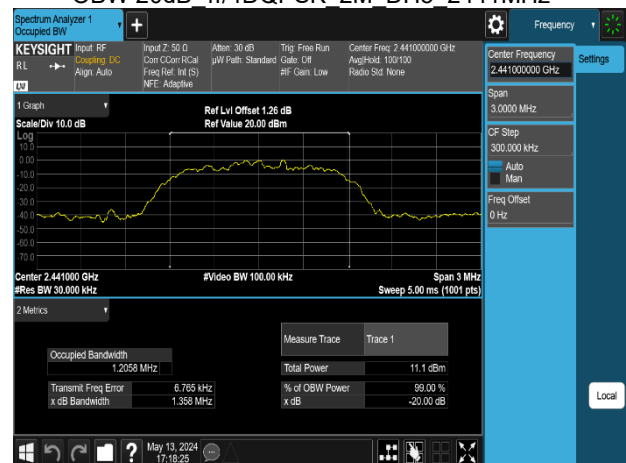 OBW 20dB_π/4DQPSK_2M_DH5_2441MHz
Spectrum Analyzer 1
Occupied BW
+
Frequency
KEYSIGHT Input: RF Input Z: 50 Ω Atten: 30 dB Trig: Free Run Center Freq: 2.441000000 GHz
RL Coupling: DC Corr CCorr RCal µW Path: Standard Gate: Off Avg|Hold: 100/100
Align: Auto Freq Ref: Int (S) #IF Gain: Low Radio Std: None
NFE: Adaptive
LXI
Center Frequency
2.441000000 GHz
Settings
Span
3.0000 MHz
CF Step
300.000 kHz
Auto
Man
Freq Offset
0 Hz
Local
1 Graph
Ref Lvl Offset 1.26 dB
Scale/Div 10.0 dB Ref Value 20.00 dBm
Log
10.0
0.00
-10.0
-20.0
-30.0
-40.0
-50.0
-60.0
-70.0
Center 2.441000 GHz #Video BW 100.00 kHz Span 3 MHz
#Res BW 30.000 kHz Sweep 5.00 ms (1001 pts)
2 Metrics
Measure Trace Trace 1
Occupied Bandwidth
1.2058 MHz Total Power 11.1 dBm
Transmit Freq Error 6.765 kHz % of OBW Power 99.00 %
x dB Bandwidth 1.358 MHz x dB -20.00 dB
? May 13, 2024
17:18:25